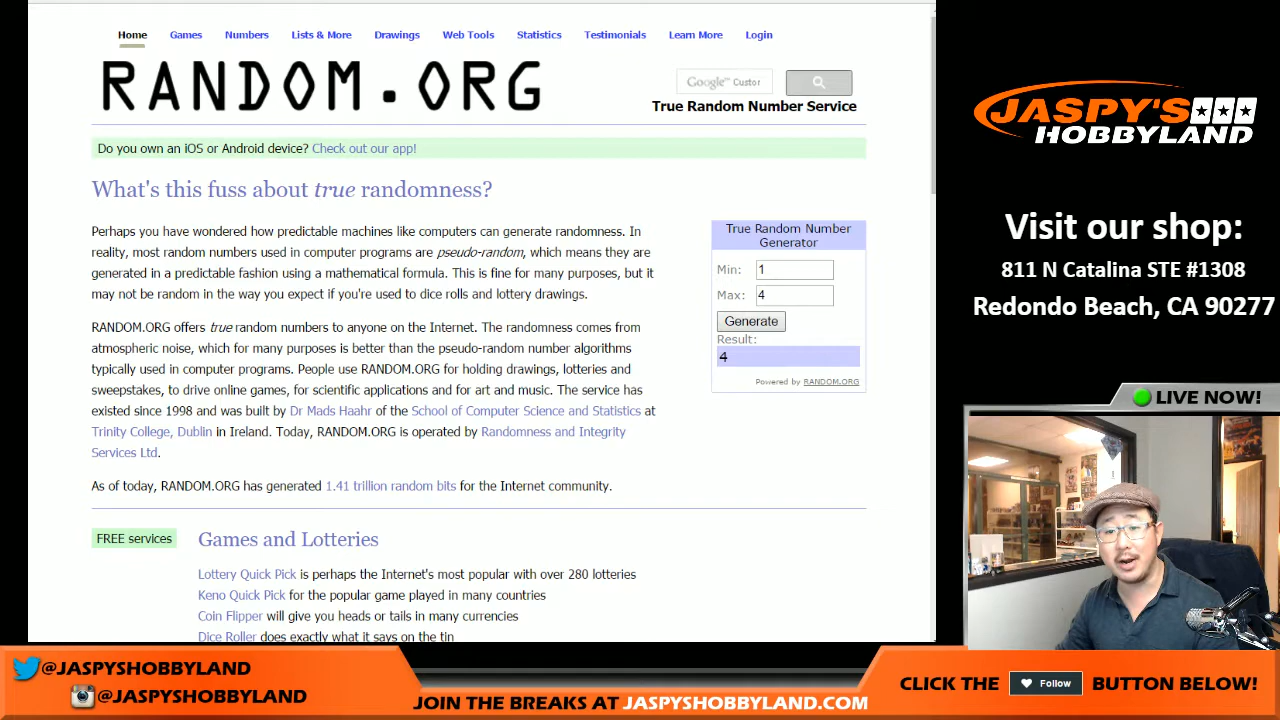 Home Games Numbers Lists & More Drawings Web Tools Statistics Testimonials Learn More Login
RANDOM.ORG
Google™ Custor
True Random Number Service
Do you own an iOS or Android device? Check out our app!
What's this fuss about true randomness?
Perhaps you have wondered how predictable machines like computers can generate randomness. In
reality, most random numbers used in computer programs are pseudo-random, which means they are
generated in a predictable fashion using a mathematical formula. This is fine for many purposes, but it
may not be random in the way you expect if you're used to dice rolls and lottery drawings.
RANDOM.ORG offers true random numbers to anyone on the Internet. The randomness comes from
atmospheric noise, which for many purposes is better than the pseudo-random number algorithms
typically used in computer programs. People use RANDOM.ORG for holding drawings, lotteries and
sweepstakes, to drive online games, for scientific applications and for art and music. The service has
existed since 1998 and was built by Dr Mads Haahr of the School of Computer Science and Statistics at
Trinity College, Dublin in Ireland. Today, RANDOM.ORG is operated by Randomness and Integrity
Services Ltd.
As of today, RANDOM.ORG has generated 1.41 trillion random bits for the Internet community.
True Random Number
Generator
Min: 1
Max: 4
Generate
Result:
4
Powered by RANDOM.ORG
FREE services
Games and Lotteries
Lottery Quick Pick is perhaps the Internet's most popular with over 280 lotteries
Keno Quick Pick for the popular game played in many countries
Coin Flipper will give you heads or tails in many currencies
Dice Roller does exactly what it says on the tin
JASPY'S
HOBBYLAND
Visit our shop:
811 N Catalina STE #1308
Redondo Beach, CA 90277
LIVE NOW!
@JASPYSHOBBYLAND
@JASPYSHOBBYLAND
JOIN THE BREAKS AT JASPYSHOBBYLAND.COM
CLICK THE Follow BUTTON BELOW!